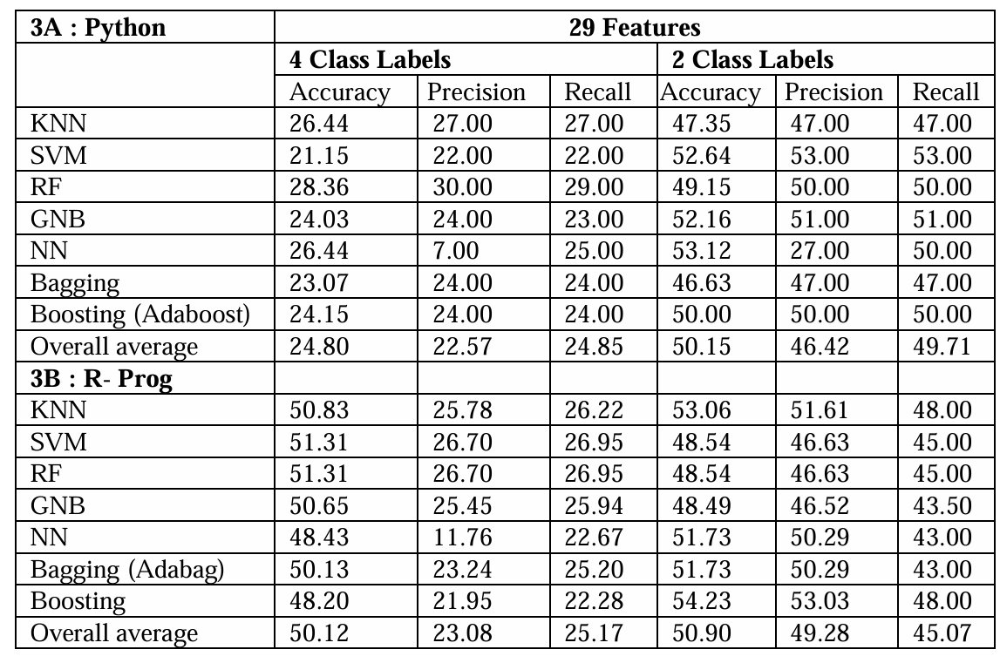 3A : Python 29 Features
4 Class Labels 2 Class Labels
Accuracy Precision Recall Accuracy Precision Recall
KNN 26.44 27.00 27.00 47.35 47.00 47.00
SVM 21.15 22.00 22.00 52.64 53.00 53.00
RF 28.36 30.00 29.00 49.15 50.00 50.00
GNB 24.03 24.00 23.00 52.16 51.00 51.00
NN 26.44 7.00 25.00 53.12 27.00 50.00
Bagging 23.07 24.00 24.00 46.63 47.00 47.00
Boosting (Adaboost) 24.15 24.00 24.00 50.00 50.00 50.00
Overall average 24.80 22.57 24.85 50.15 46.42 49.71
3B : R- Prog
KNN 50.83 25.78 26.22 53.06 51.61 48.00
SVM 51.31 26.70 26.95 48.54 46.63 45.00
RF 51.31 26.70 26.95 48.54 46.63 45.00
GNB 50.65 25.45 25.94 48.49 46.52 43.50
NN 48.43 11.76 22.67 51.73 50.29 43.00
Bagging (Adabag) 50.13 23.24 25.20 51.73 50.29 43.00
Boosting 48.20 21.95 22.28 54.23 53.03 48.00
Overall average 50.12 23.08 25.17 50.90 49.28 45.07